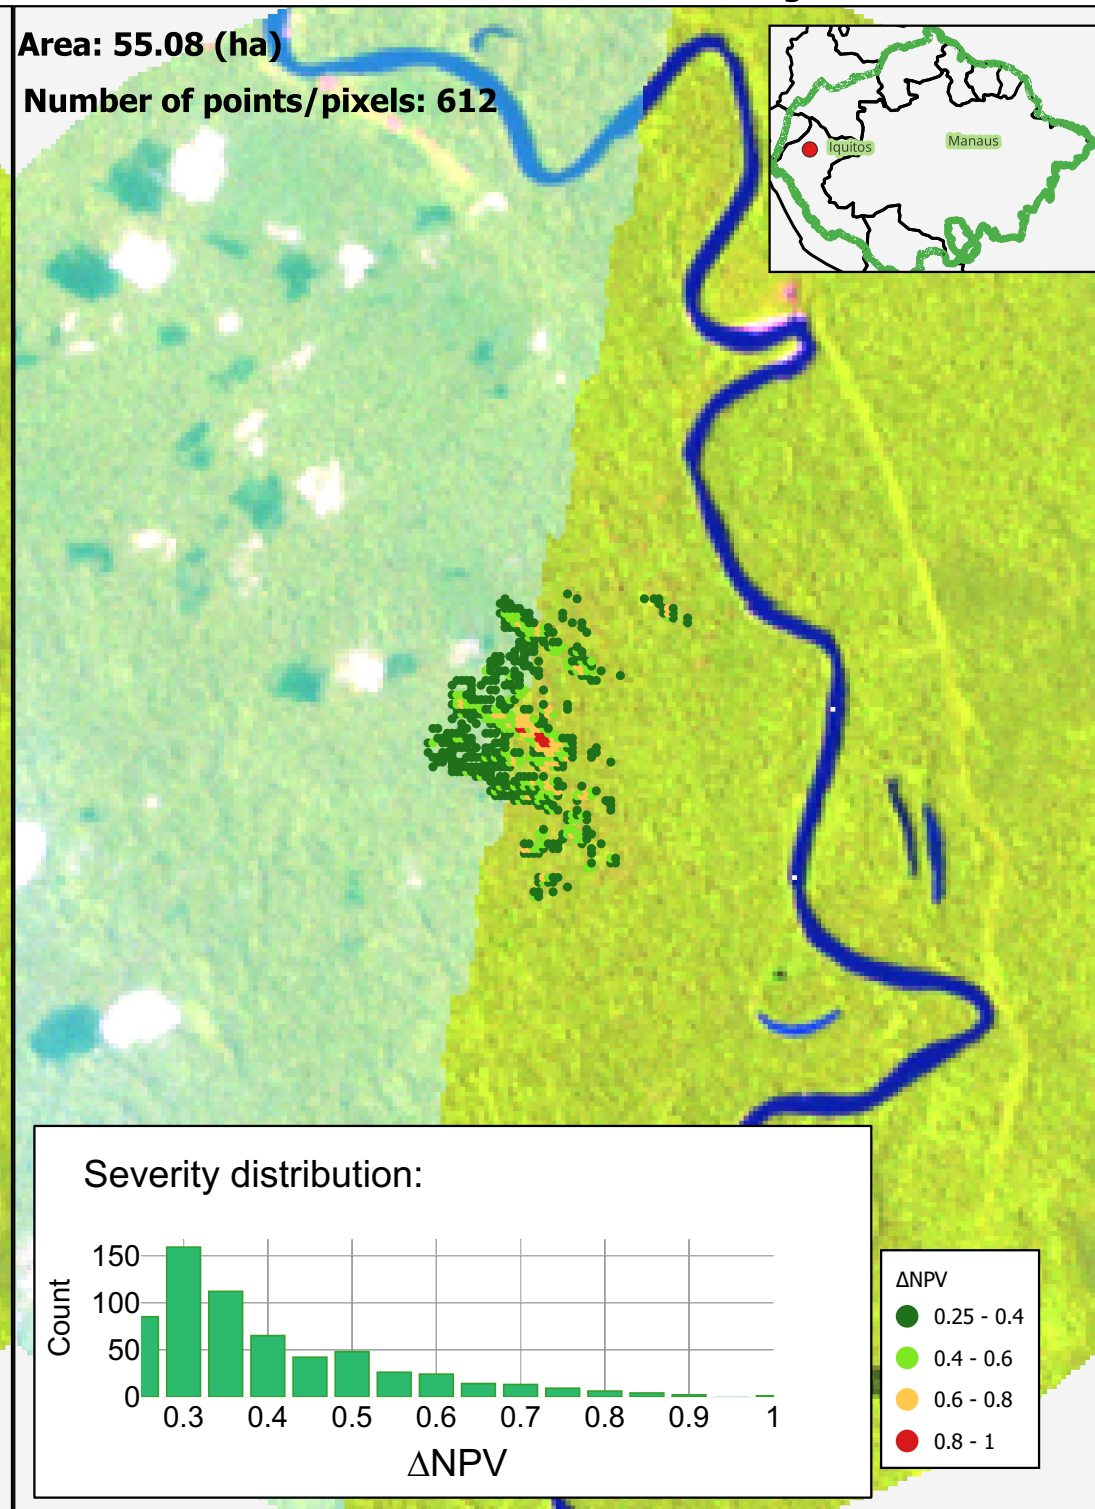 Area: 55.08 (ha)
Number of points/pixels: 612
Iquitos
Manaus
Severity distribution:
Count
150
100
50
0
0.3 0.4 0.5 0.6 0.7 0.8 0.9 1
ΔNPV
ΔNPV
0.25 - 0.4
0.4 - 0.6
0.6 - 0.8
0.8 - 1